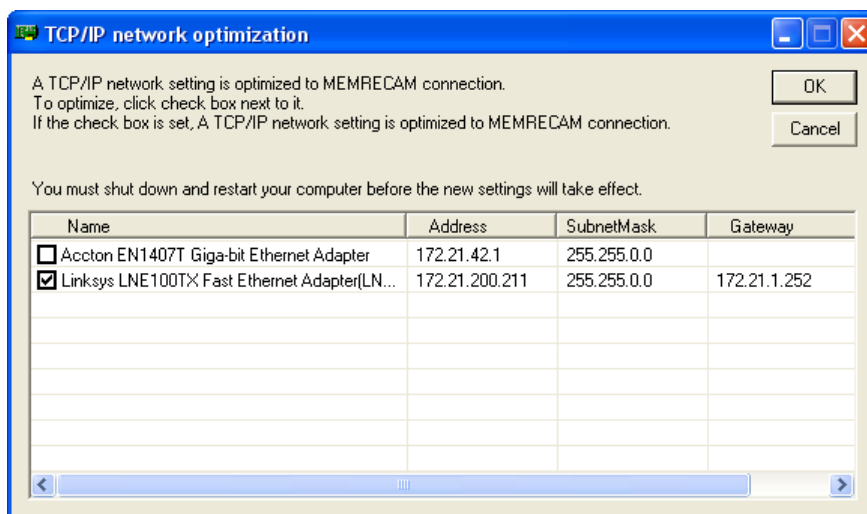 TCP/IP network optimization
A TCP/IP network setting is optimized to MEMRECAM connection.
To optimize, click check box next to it.
If the check box is set, A TCP/IP network setting is optimized to MEMRECAM connection.
OK
Cancel
You must shut down and restart your computer before the new settings will take effect.
Name Address SubnetMask Gateway
Accton EN1407T Giga-bit Ethernet Adapter 172.21.42.1 255.255.0.0
Linksys LNE100TX Fast Ethernet Adapter(LN... 172.21.200.211 255.255.0.0 172.21.1.252